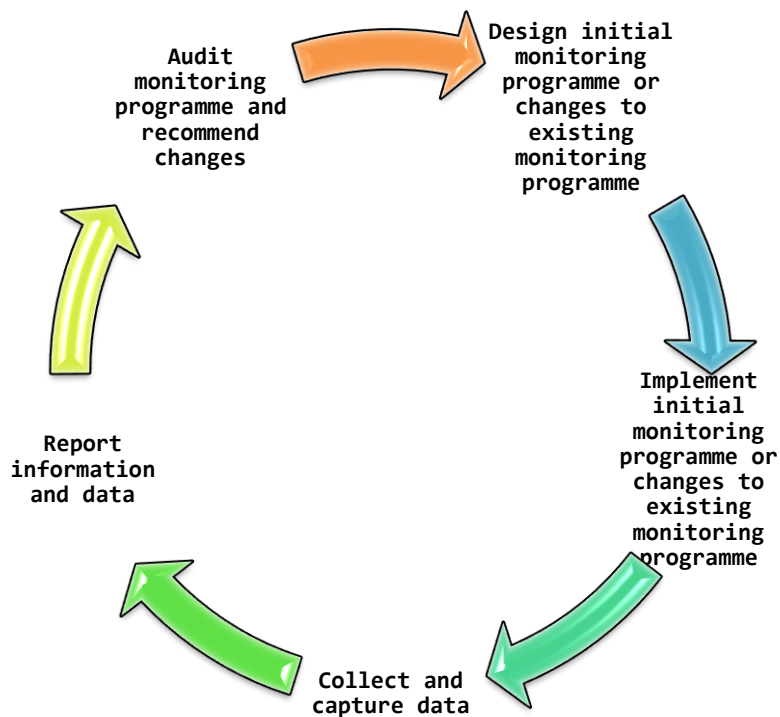 Audit
monitoring
programme and
recommend
changes
Design initial
monitoring
programme or
changes to
existing
monitoring
programme
Implement
initial
monitoring
programme or
changes to
existing
monitoring
programme
Collect and
capture data
Report
information
and data